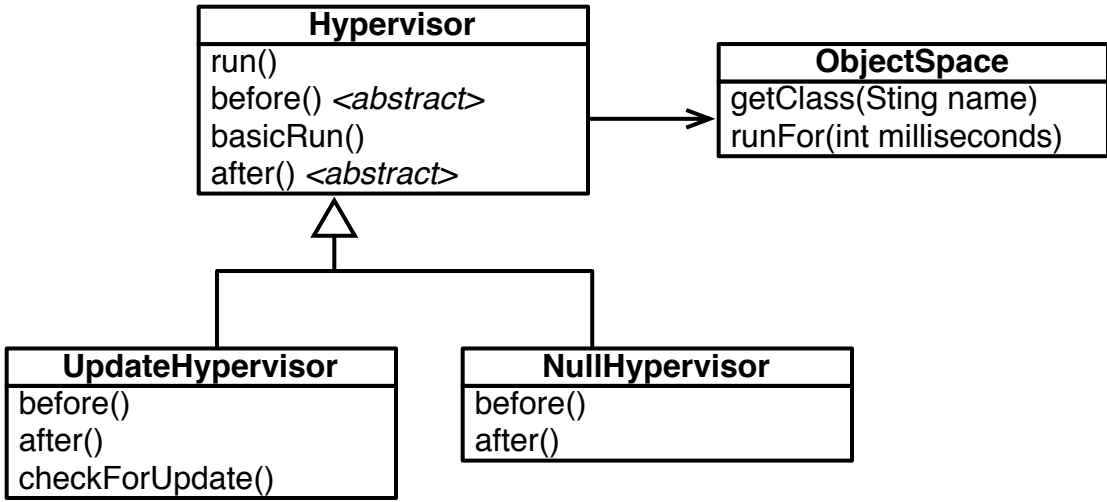 Hypervisor
run()
before() <abstract>
basicRun()
after() <abstract>
ObjectSpace
getClass(Sting name)
runFor(int milliseconds)
UpdateHypervisor
before()
after()
checkForUpdate()
NullHypervisor
before()
after()